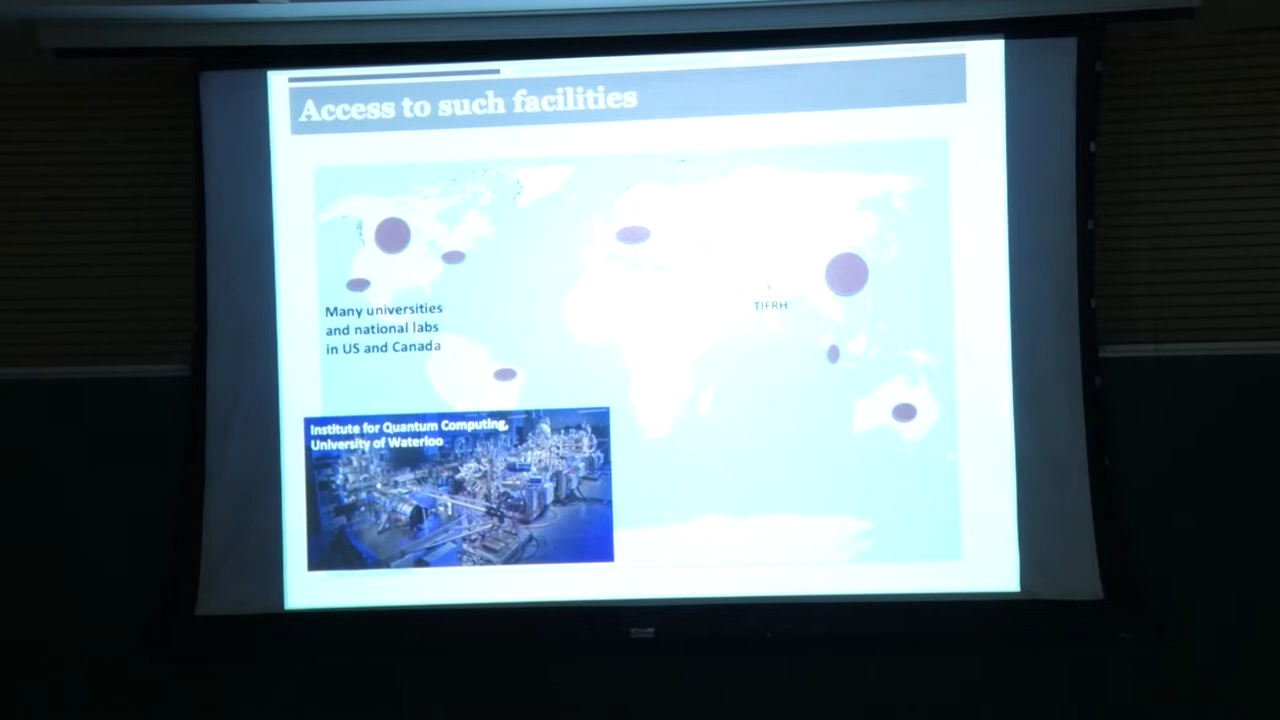 Access to such facilities
Many universities
and national labs
in US and Canada
TIFRH
Institute for Quantum Computing,
University of Waterloo